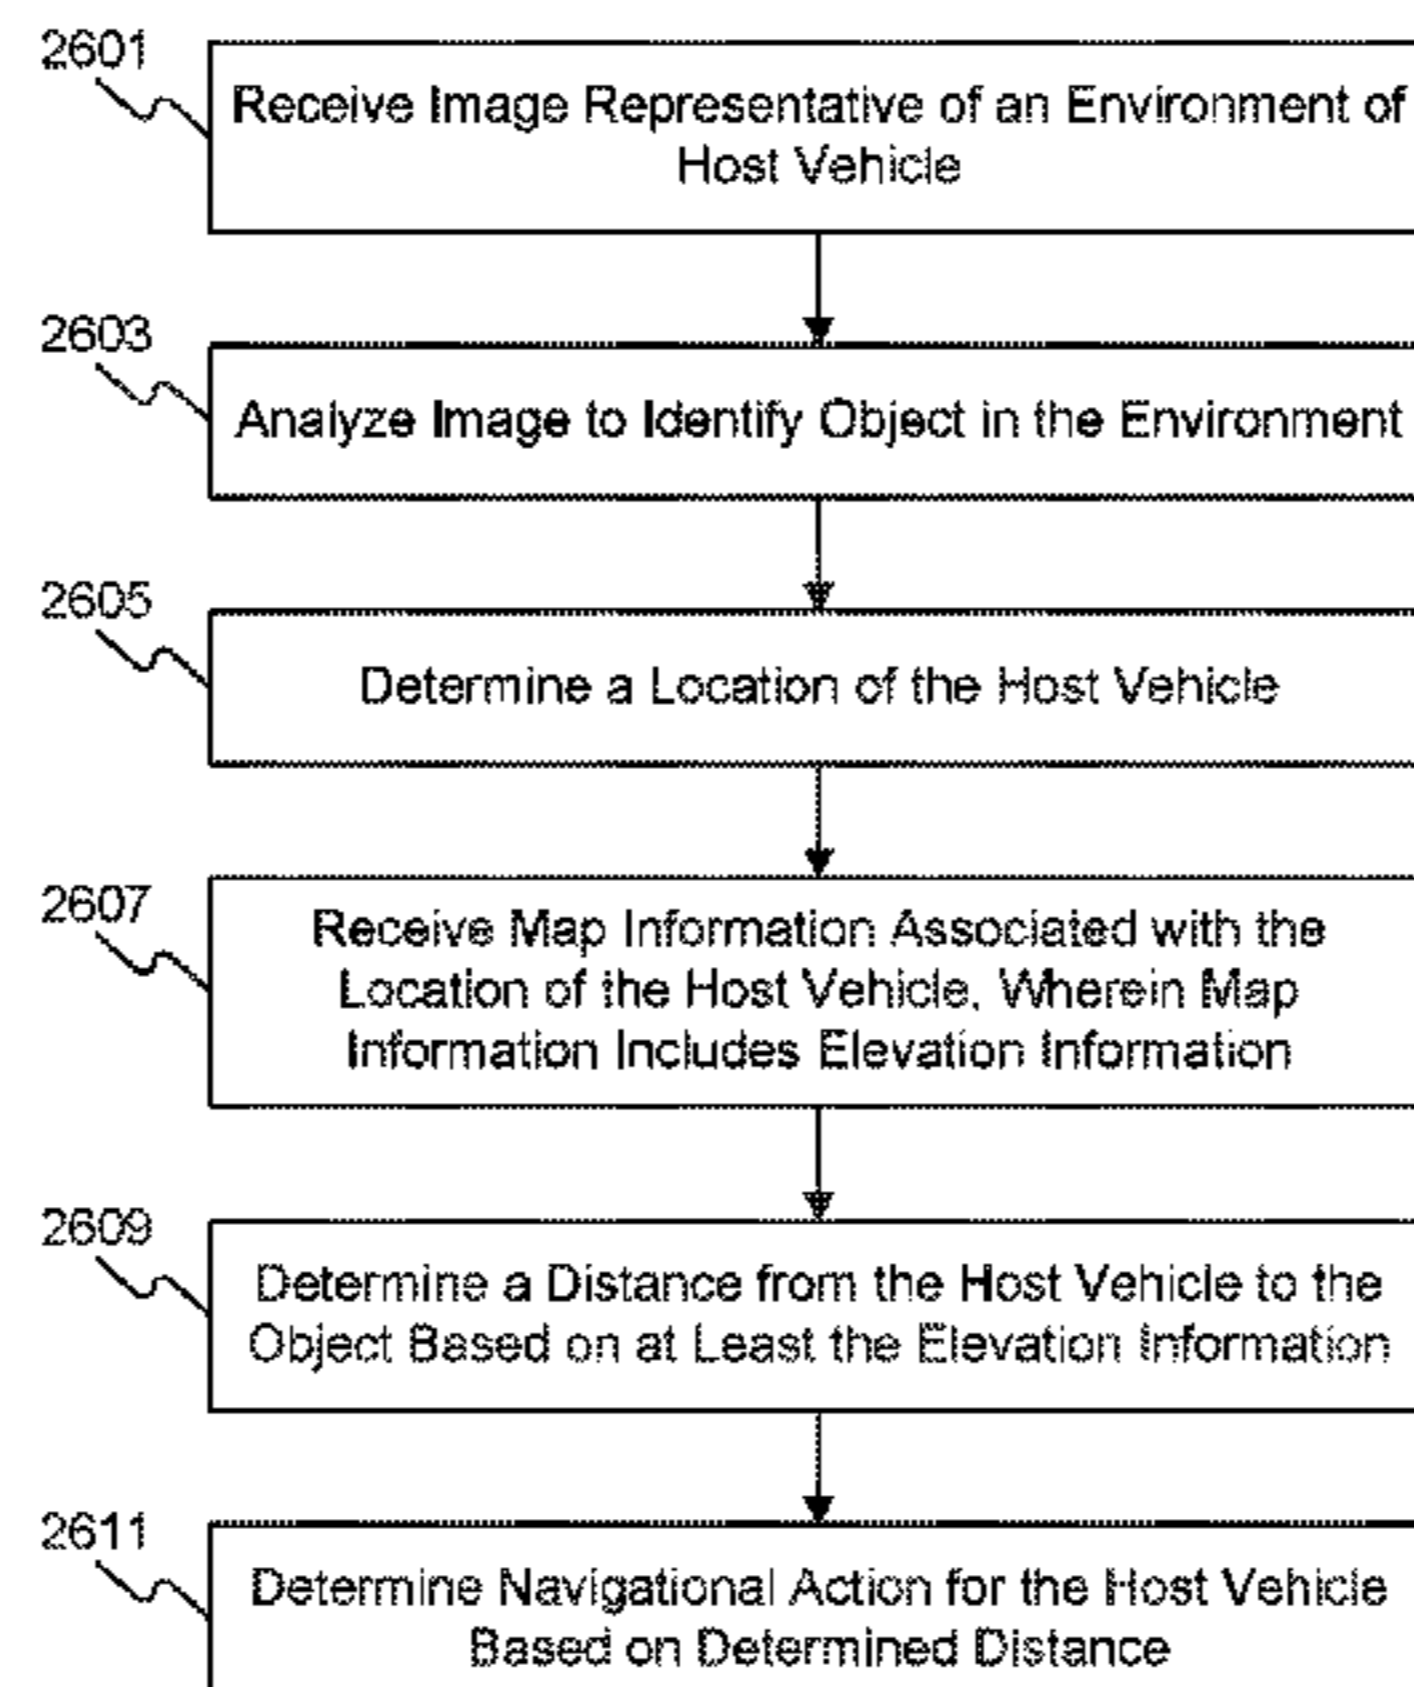 2601
Receive Image Representative of an Environment of
Host Vehicle
2603
Analyze Image to Identify Object in the Environment
2605
Determine a Location of the Host Vehicle
2607
Receive Map Information Associated with the
Location of the Host Vehicle, Wherein Map
Information Includes Elevation Information
2609
Determine a Distance from the Host Vehicle to the
Object Based on at Least the Elevation Information
2611
Determine Navigational Action for the Host Vehicle
Based on Determined Distance